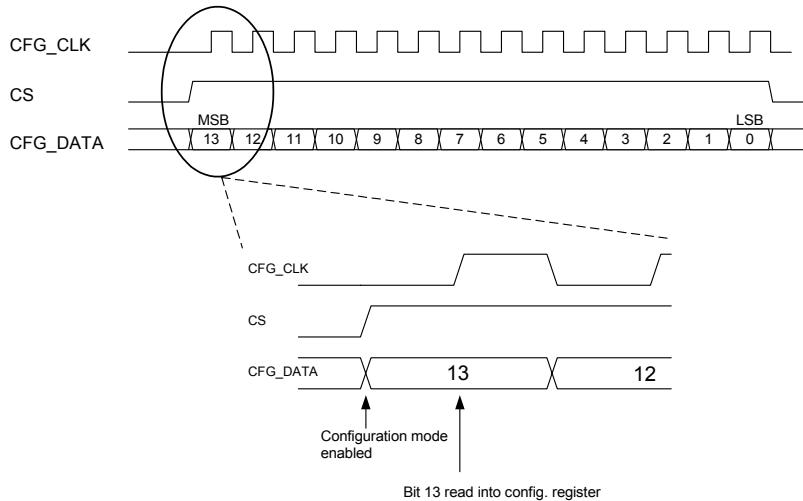 CFG_CLK
CS
MSB LSB
CFG_DATA 13 12 11 10 9 8 7 6 5 4 3 2 1 0
CFG_CLK
CS
CFG_DATA 13 12
Configuration mode
enabled
Bit 13 read into config. register